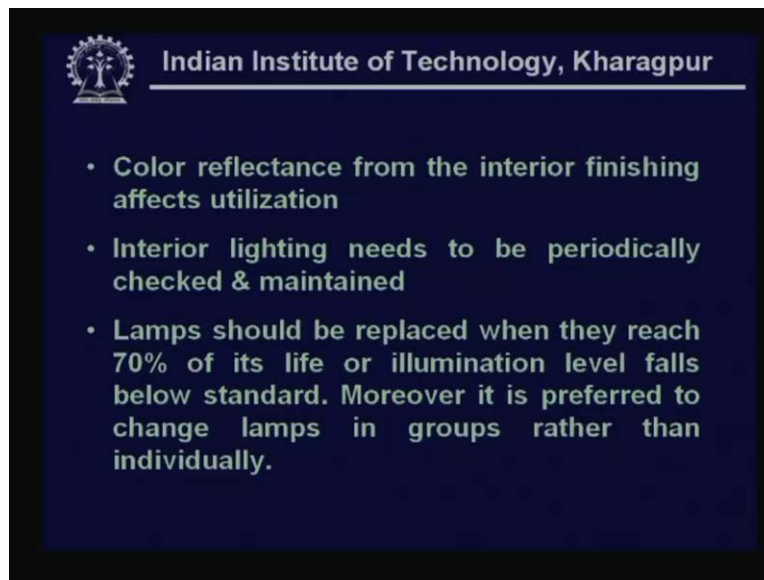 Indian Institute of Technology, Kharagpur
• Color reflectance from the interior finishing
affects utilization
• Interior lighting needs to be periodically
checked & maintained
• Lamps should be replaced when they reach
70% of its life or illumination level falls
below standard. Moreover it is preferred to
change lamps in groups rather than
individually.